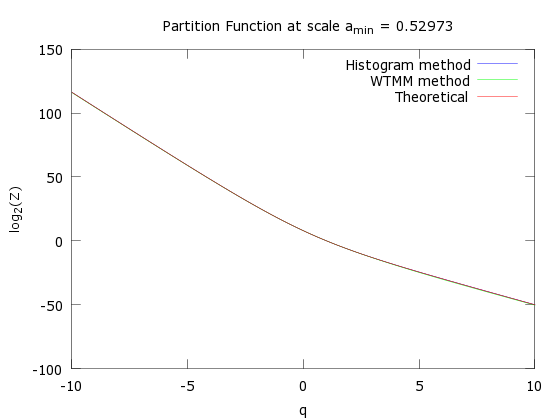 Partition Function at scale a_min = 0.52973
Histogram method
WTMM method
Theoretical
150
100
50
0
-50
-100
log_2(Z)
-10
-5
0
5
10
q